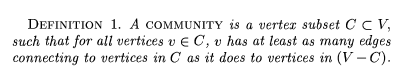 DEFINITION 1. A COMMUNITY is a vertex subset C ⊂ V,
such that for all vertices v ∈ C, v has at least as many edges
connecting to vertices in C as it does to vertices in (V − C).